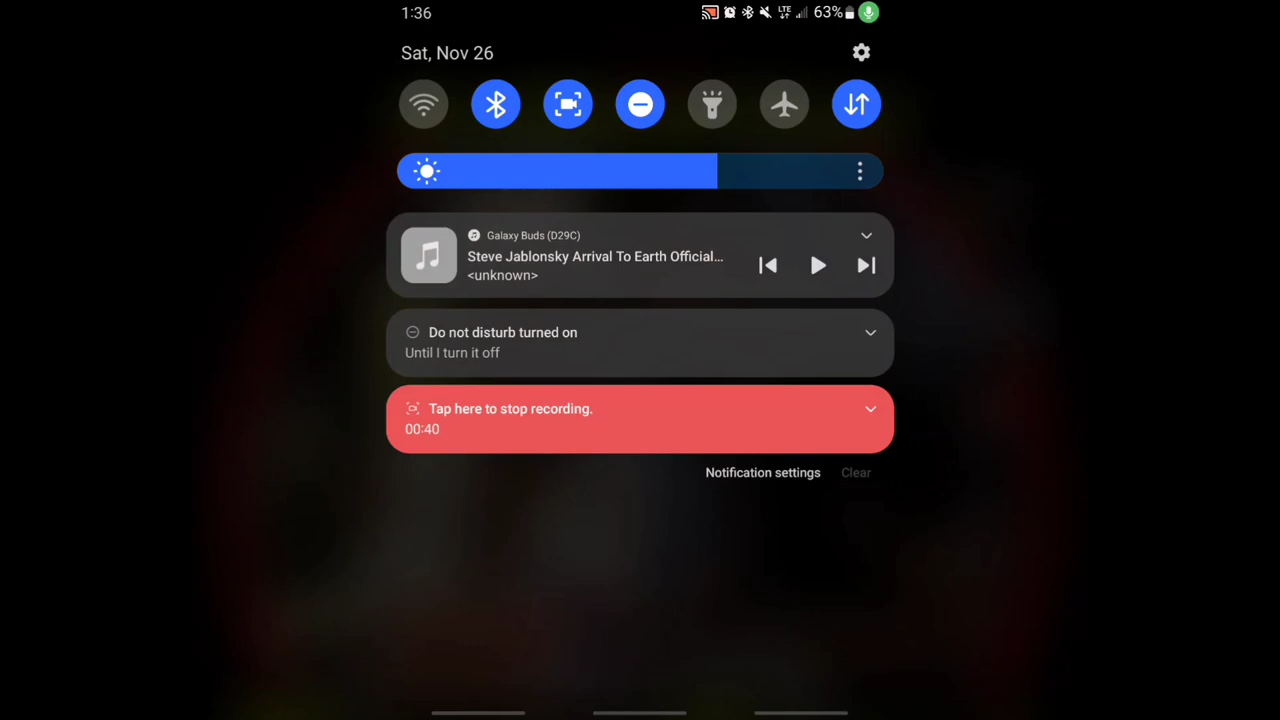 1:36
LTE 63%
Sat, Nov 26
Galaxy Buds (D29C)
Steve Jablonsky Arrival To Earth Official...
<unknown>
Do not disturb turned on
Until I turn it off
Tap here to stop recording.
00:40
Notification settings Clear